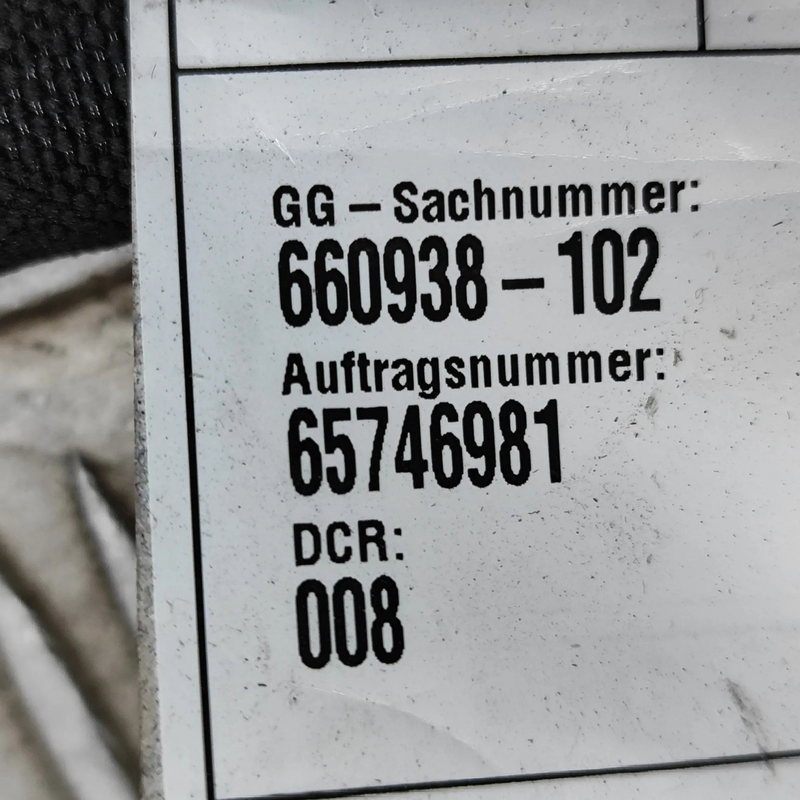 GG – Sachnummer:
660938 – 102
Auftragsnummer:
65746981
DCR:
008